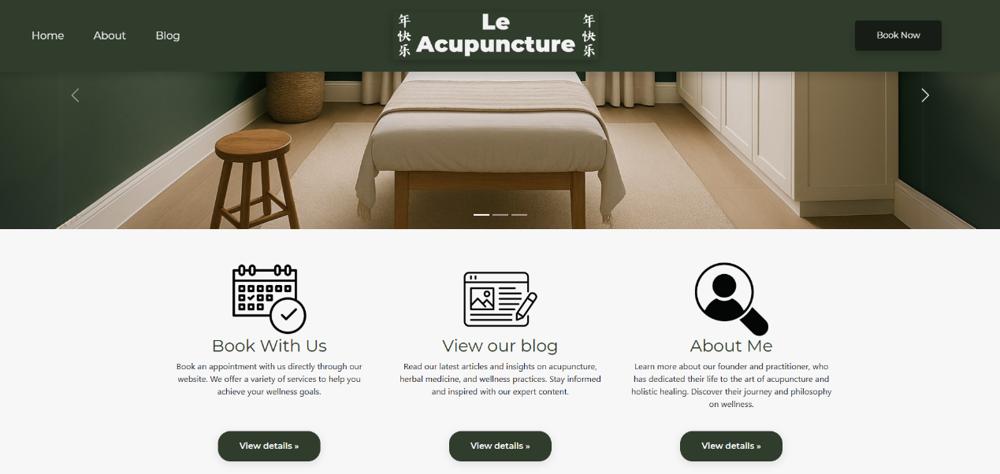 Home
About
Blog
年快乐
Le
Acupuncture
年快乐
Book Now
Book With Us
Book an appointment with us directly through our
website. We offer a variety of services to help you
achieve your wellness goals.
View details »
View our blog
Read our latest articles and insights on acupuncture,
herbal medicine, and wellness practices. Stay informed
and inspired with our expert content.
View details »
About Me
Learn more about our founder and practitioner, who
has dedicated their life to the art of acupuncture and
holistic healing. Discover their journey and philosophy
on wellness.
View details »